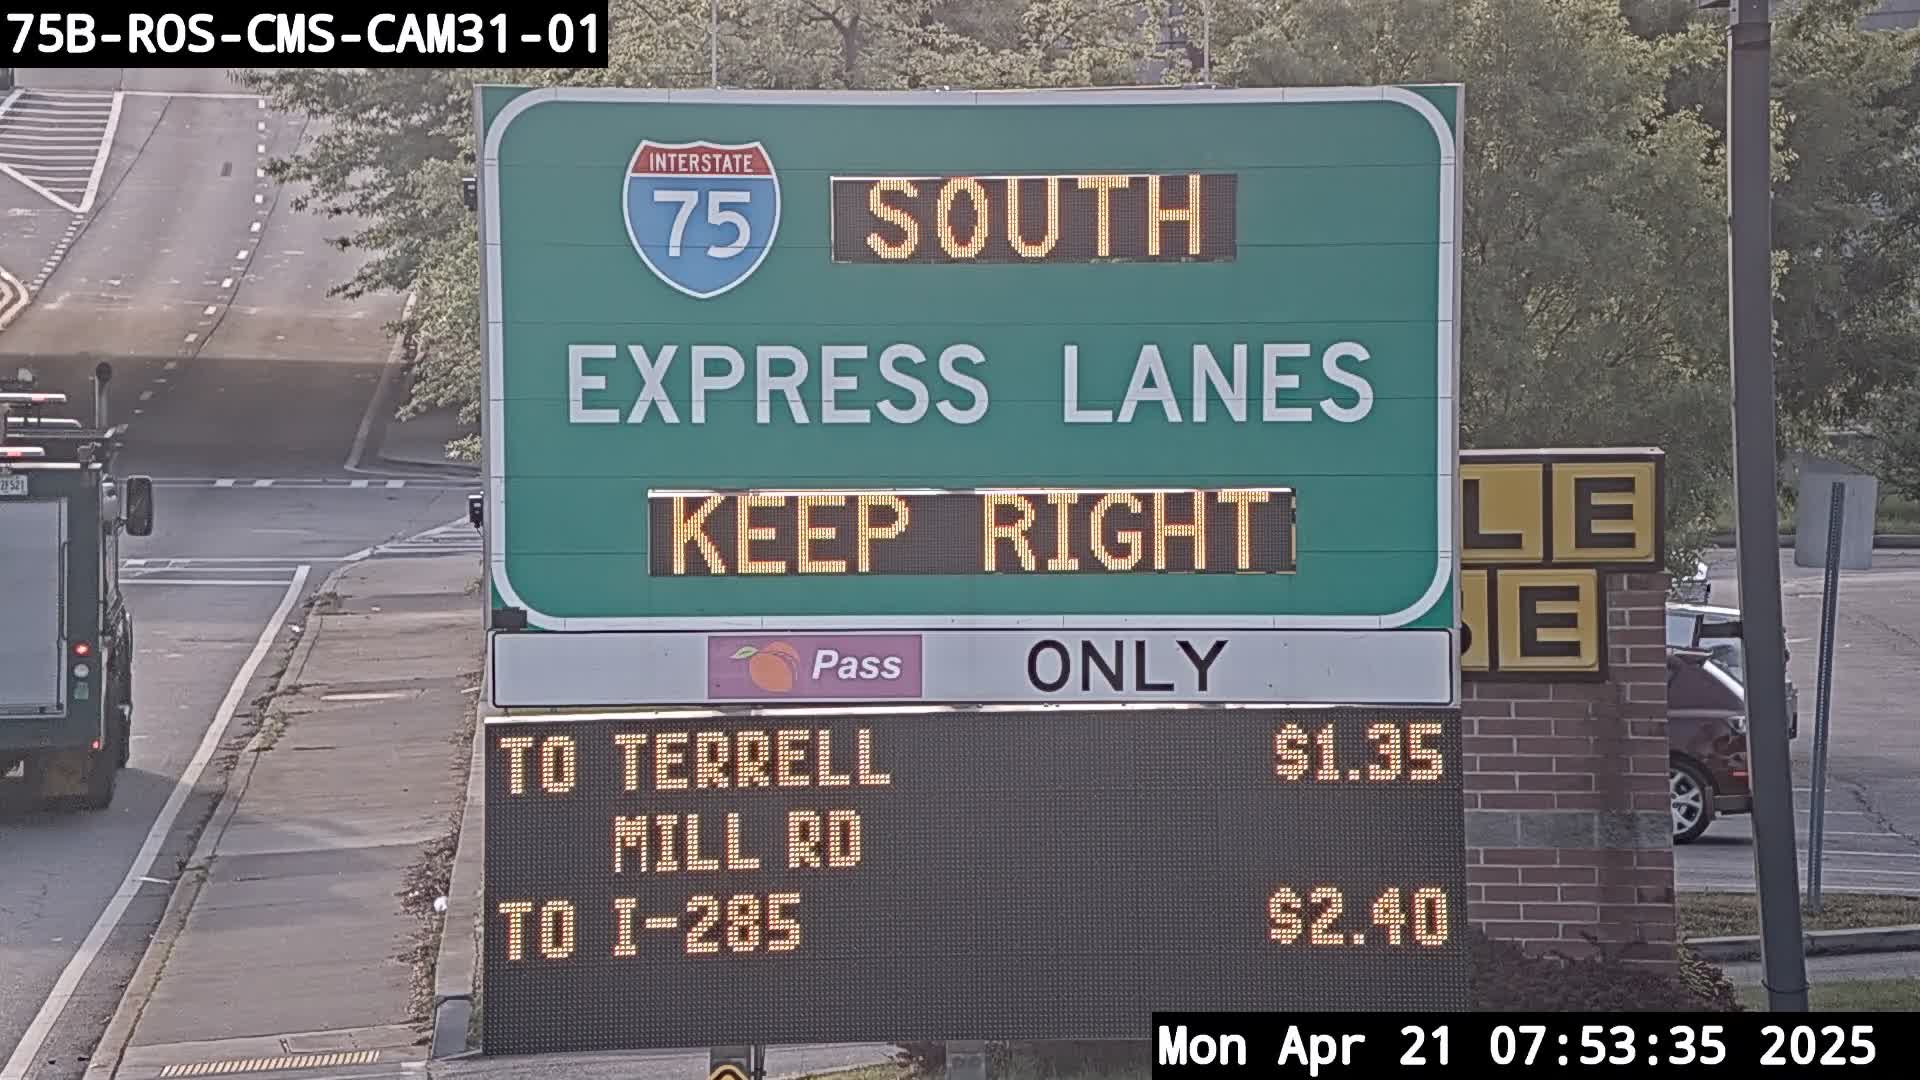 75B-ROS-CMS-CAM31-01
INTERSTATE
75
SOUTH
EXPRESS LANES
KEEP RIGHT
Pass ONLY
TO TERRELL $1.35
MILL RD
TO I-285 $2.40
LE
E
Mon Apr 21 07:53:35 2025